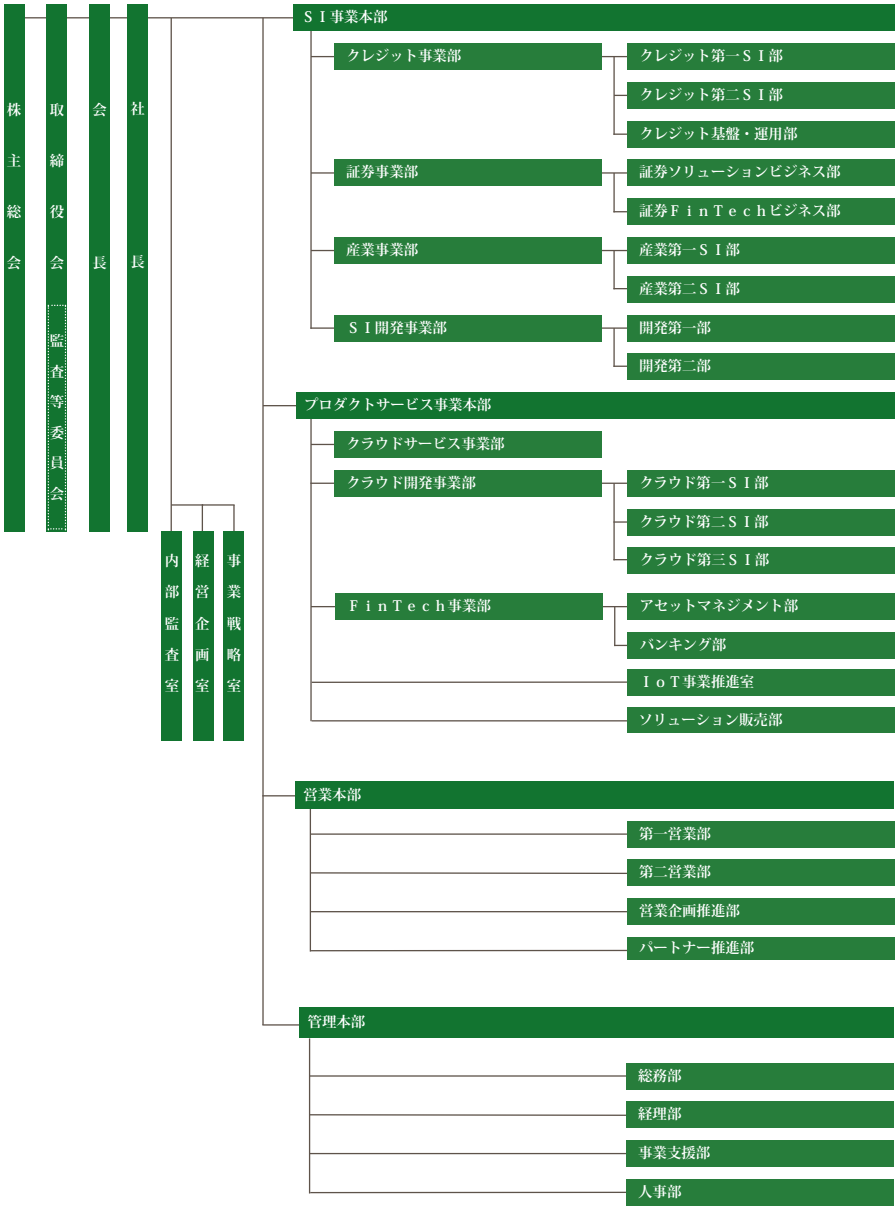 株主総会
取締役会
監査等委員会
会長
社長
内部監査室
経営企画室
事業戦略室
ＳＩ事業本部
クレジット事業部
クレジット第一ＳＩ部
クレジット第二ＳＩ部
クレジット基盤・運用部
証券事業部
証券ソリューションビジネス部
証券ＦｉｎＴｅｃｈビジネス部
産業事業部
産業第一ＳＩ部
産業第二ＳＩ部
ＳＩ開発事業部
開発第一部
開発第二部
プロダクトサービス事業本部
クラウドサービス事業部
クラウド開発事業部
クラウド第一ＳＩ部
クラウド第二ＳＩ部
クラウド第三ＳＩ部
ＦｉｎＴｅｃｈ事業部
アセットマネジメント部
バンキング部
ＩｏＴ事業推進室
ソリューション販売部
営業本部
第一営業部
第二営業部
営業企画推進部
パートナー推進部
管理本部
総務部
経理部
事業支援部
人事部